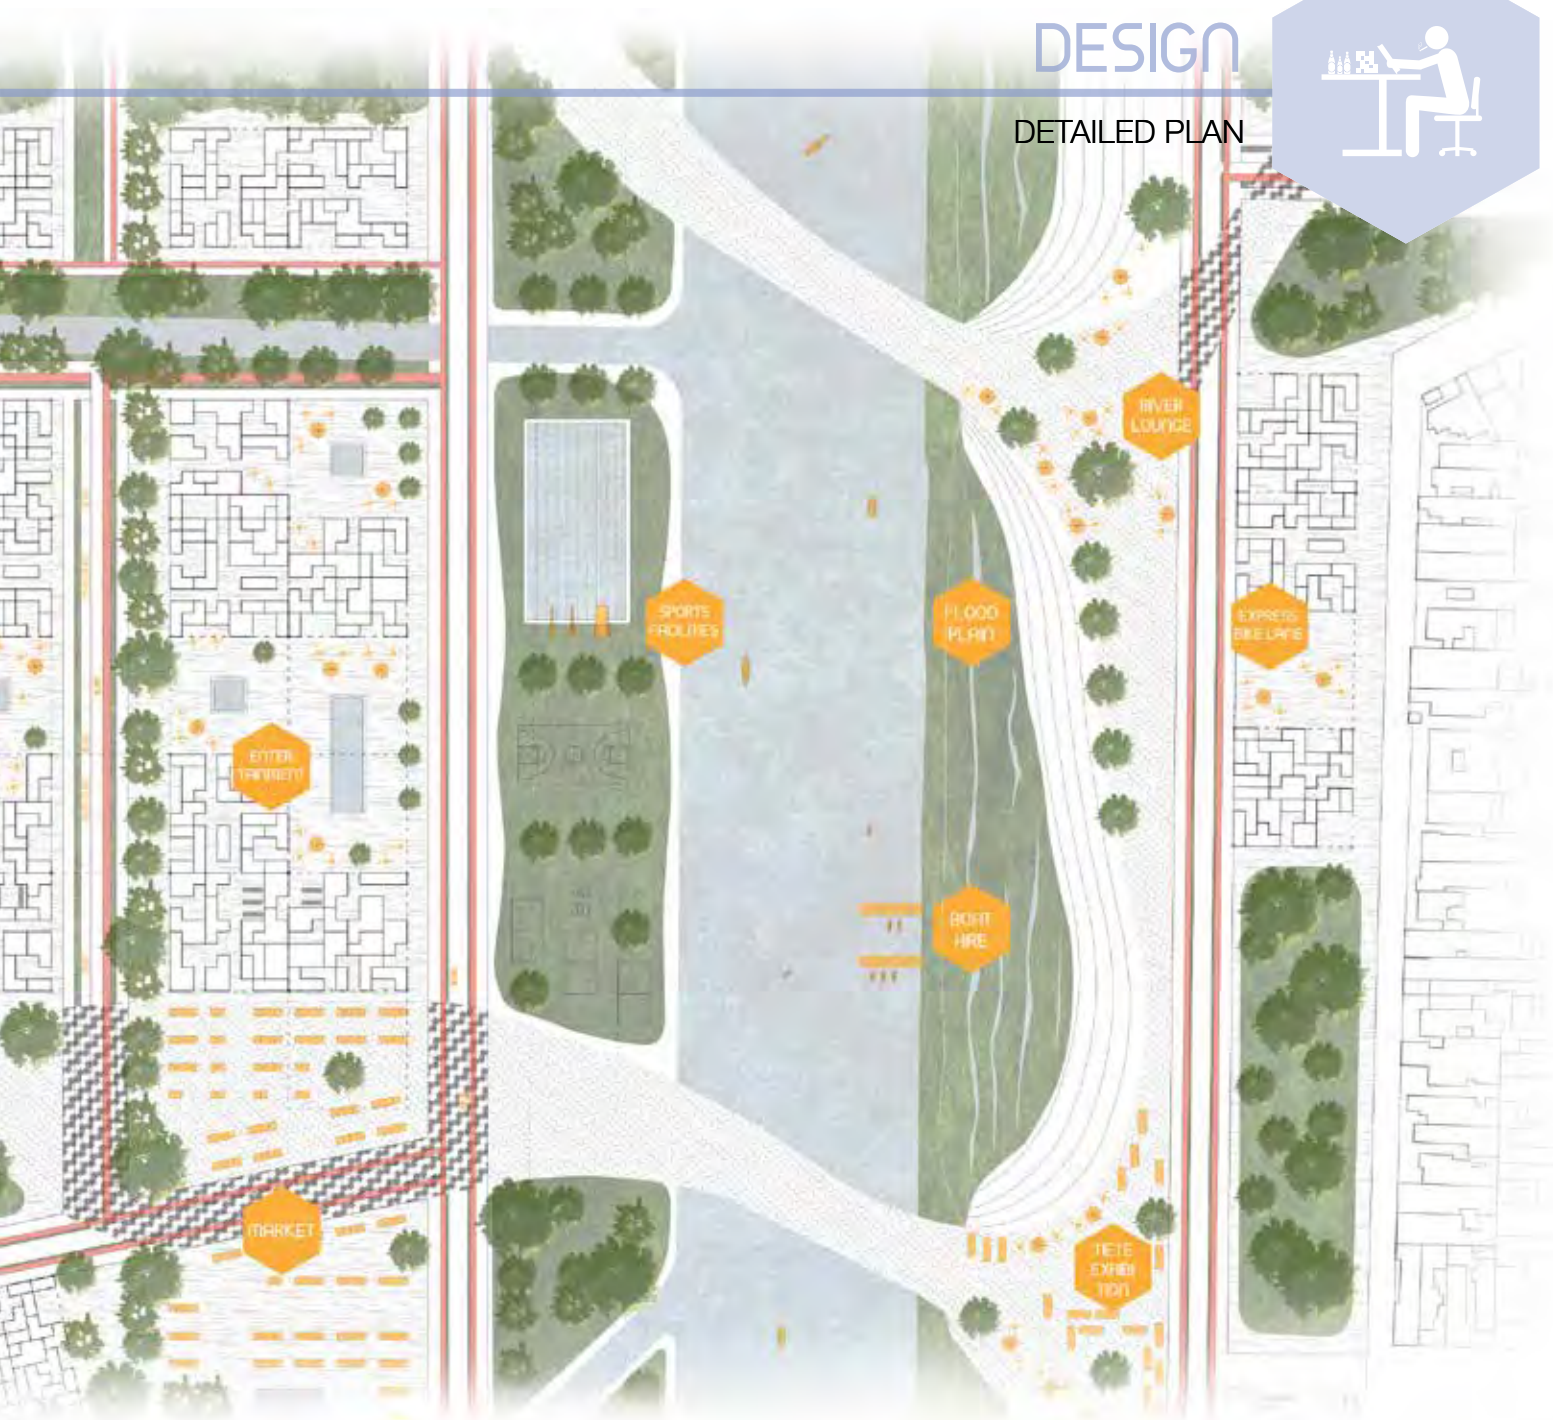 DESIGN
DETAILED PLAN
RIVER
LOUNGE
SPORTS
FACILITIES
FLOOD
PLAIN
EXPRESS
BIKE LANE
ENTER
TAINMENT
BOAT
HIRE
MARKET
TIETE
EXHIBI
TION